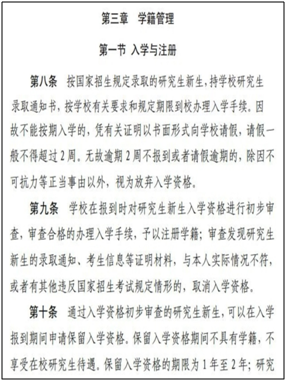 第三章 学籍管理
第一节 入学与注册
第八条 按国家招生规定录取的研究生新生，持学校研究生
录取通知书，按学校有关要求和规定期限到校办理入学手续。因
故不能按期入学的，凭有关证明以书面形式向学校请假，请假一
般不得超过2周。无故逾期2周不报到或者请假逾期的，除因不
可抗力等正当事由以外，视为放弃入学资格。
第九条 学校在报到时对研究生新生入学资格进行初步审
查，审查合格的办理入学手续，予以注册学籍；审查发现研究生
新生的录取通知、考生信息等证明材料，与本人实际情况不符，
或者有其他违反国家招生考试规定情形的，取消入学资格。
第十条 通过入学资格初步审查的研究生新生，可以在入学
报到期间申请保留入学资格。保留入学资格期间不具有学籍，不
享受在校研究生待遇。保留入学资格的期限为1年至2年；研究